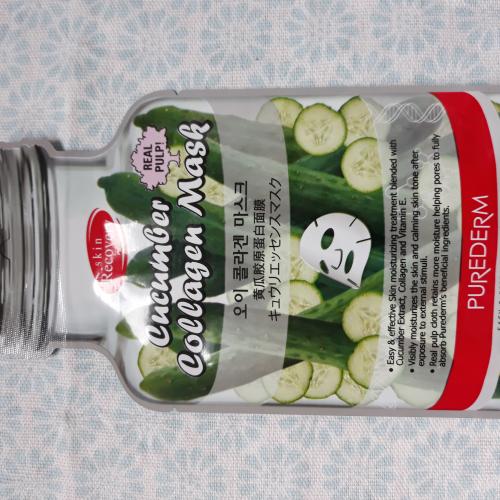 REAL
PULP!
skin
Recovery
Cucumber
Collagen Mask
오이 콜라겐 마스크
黄瓜胶原蛋白面膜
キュウリエッセンスマスク
• Easy & effective Skin moisturizing treatment blended with
Cucumber Extract, Collagen and Vitamin E.
• Visibly moisturizes the skin and calming skin tone after
exposure to external stimuli.
• Real pulp cloth retains more moisture helping pores to fully
absorb Purederm's beneficial ingredients.
PUREDERM